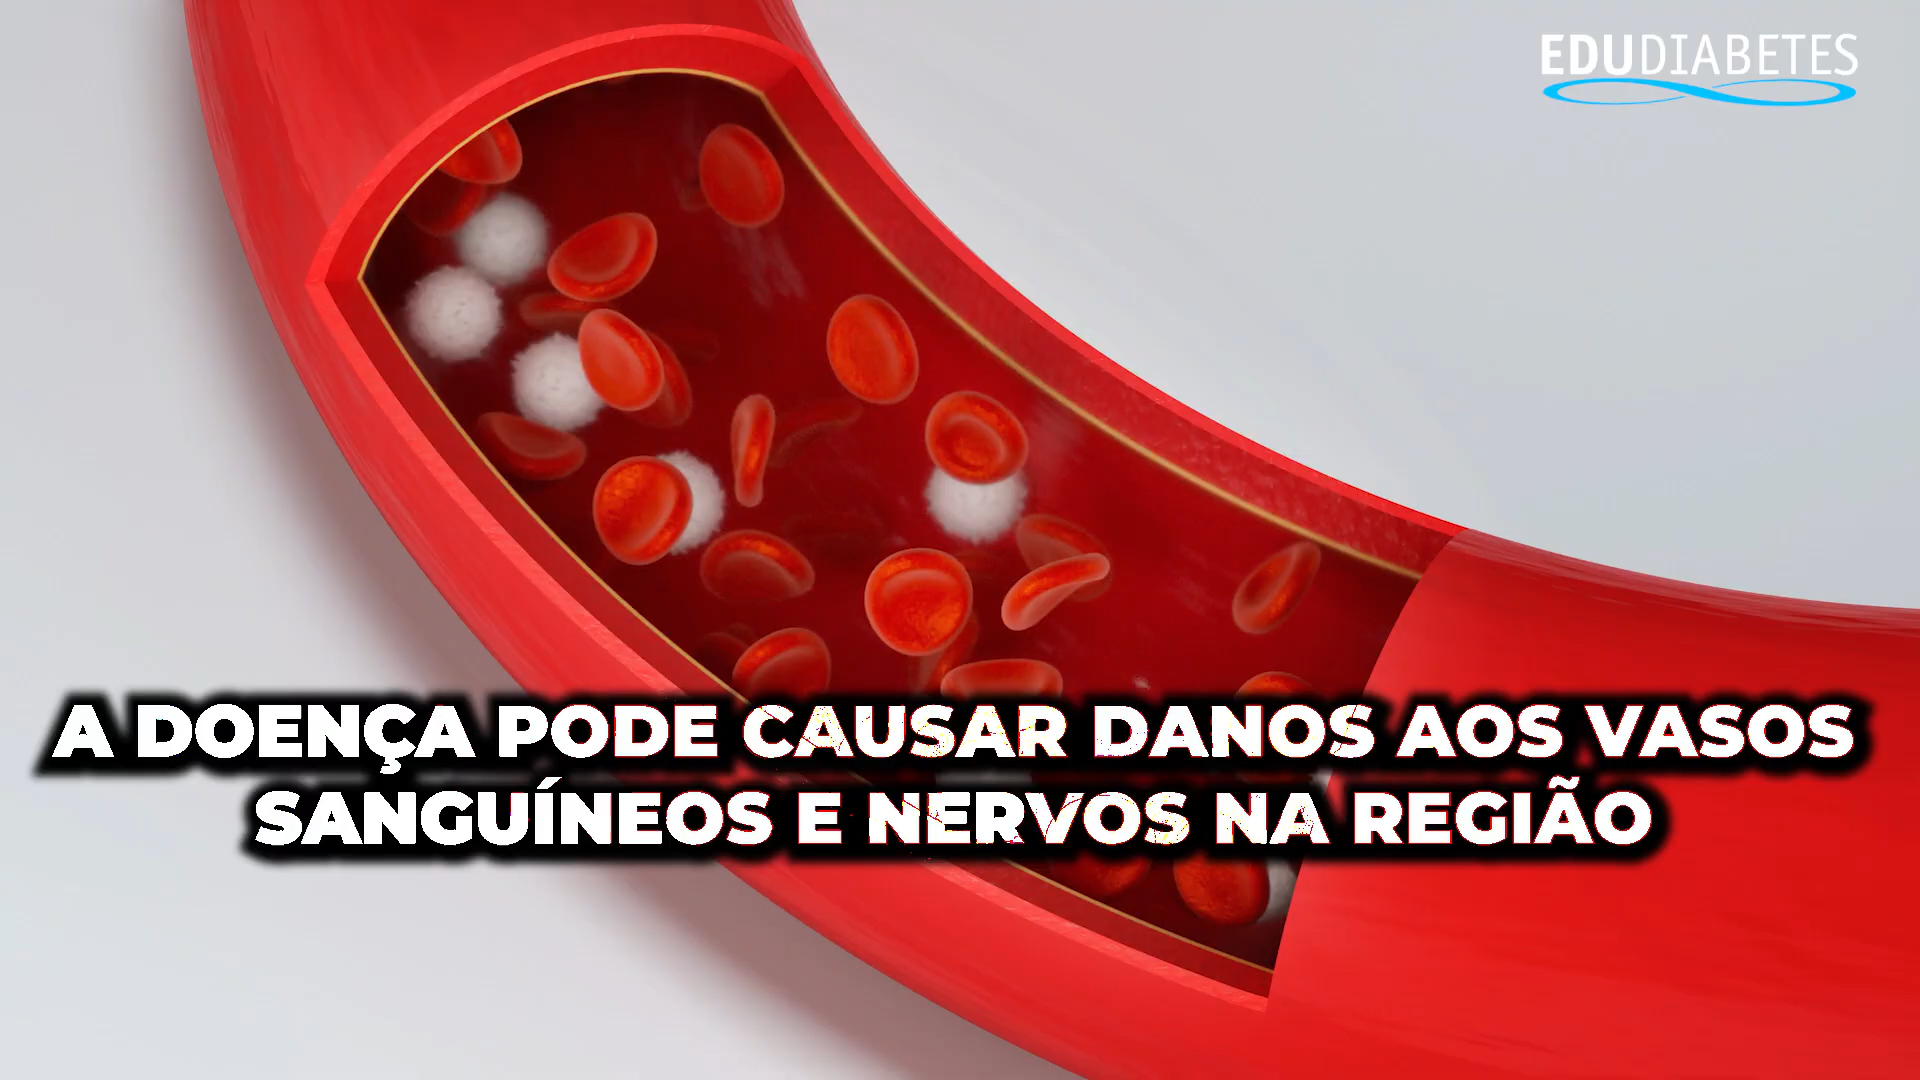 EDUDIABETES
A DOENÇA PODE CAUSAR DANOS AOS VASOS
SANGUÍNEOS E NERVOS NA REGIÃO